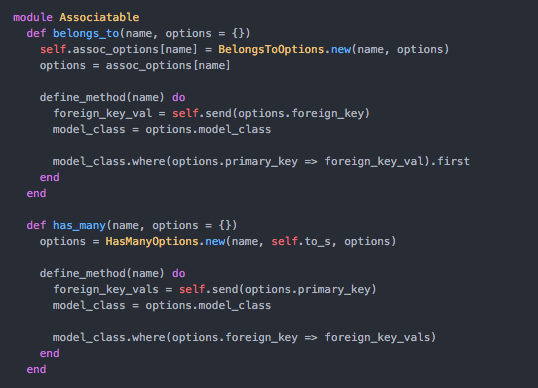 module Associatable
  def belongs_to(name, options = {})
    self.assoc_options[name] = BelongsToOptions.new(name, options)
    options = assoc_options[name]

    define_method(name) do
      foreign_key_val = self.send(options.foreign_key)
      model_class = options.model_class

      model_class.where(options.primary_key => foreign_key_val).first
    end
  end

  def has_many(name, options = {})
    options = HasManyOptions.new(name, self.to_s, options)

    define_method(name) do
      foreign_key_vals = self.send(options.primary_key)
      model_class = options.model_class

      model_class.where(options.foreign_key => foreign_key_vals)
    end
  end